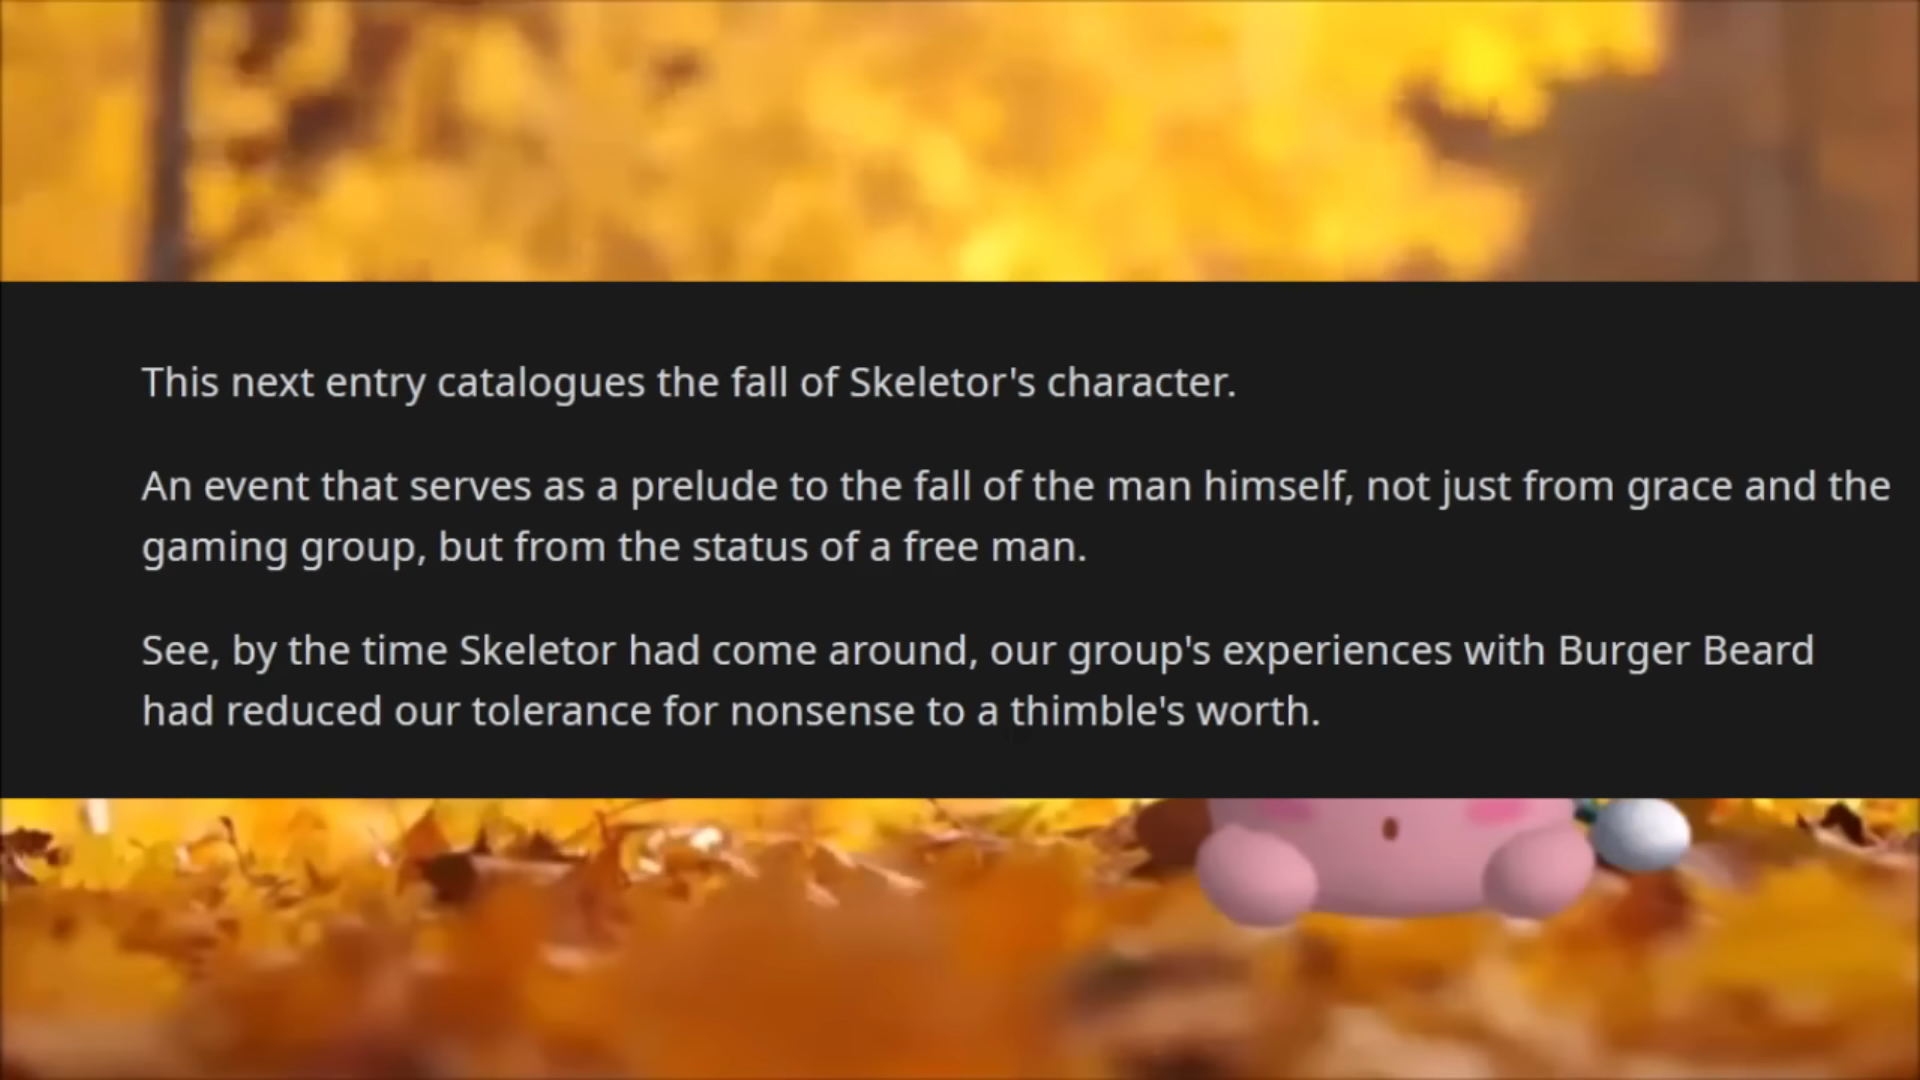 This next entry catalogues the fall of Skeletor's character.
An event that serves as a prelude to the fall of the man himself, not just from grace and the
gaming group, but from the status of a free man.
See, by the time Skeletor had come around, our group's experiences with Burger Beard
had reduced our tolerance for nonsense to a thimble's worth.